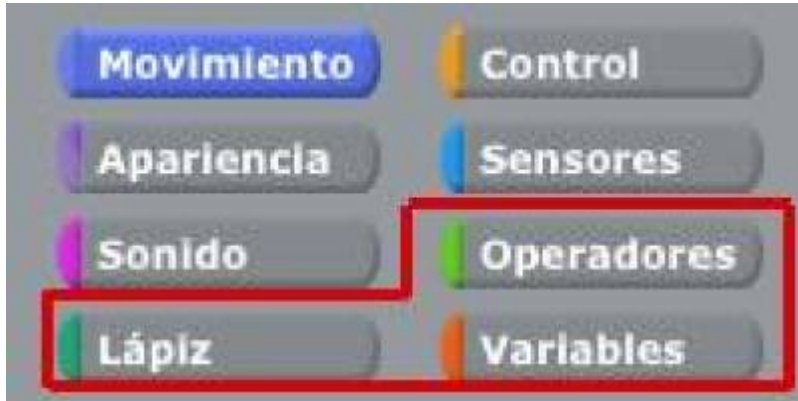 Movimiento Control
Apariencia Sensores
Sonido Operadores
Lápiz Variables